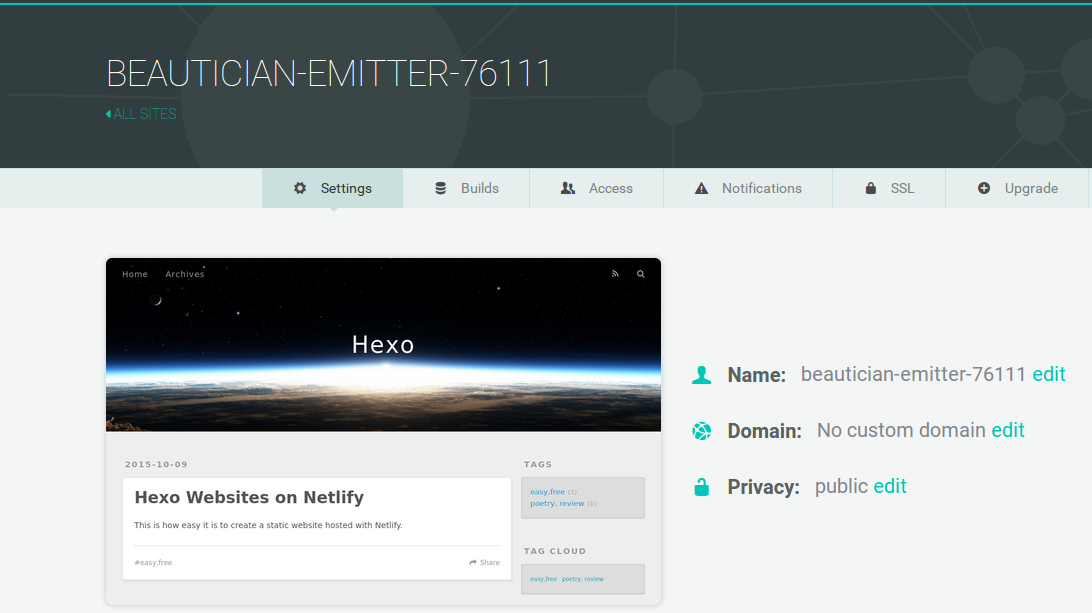 BEAUTICIAN-EMITTER-76111
ALL SITES
Settings Builds Access Notifications SSL Upgrade
Home Archives
Hexo
Name: beautician-emitter-76111 edit
Domain: No custom domain edit
Privacy: public edit
2015-10-09
Hexo Websites on Netlify
This is how easy it is to create a static website hosted with Netlify.
#easy,free Share
TAGS
easy,free (1)
poetry, review (1)
TAG CLOUD
easy,free poetry, review